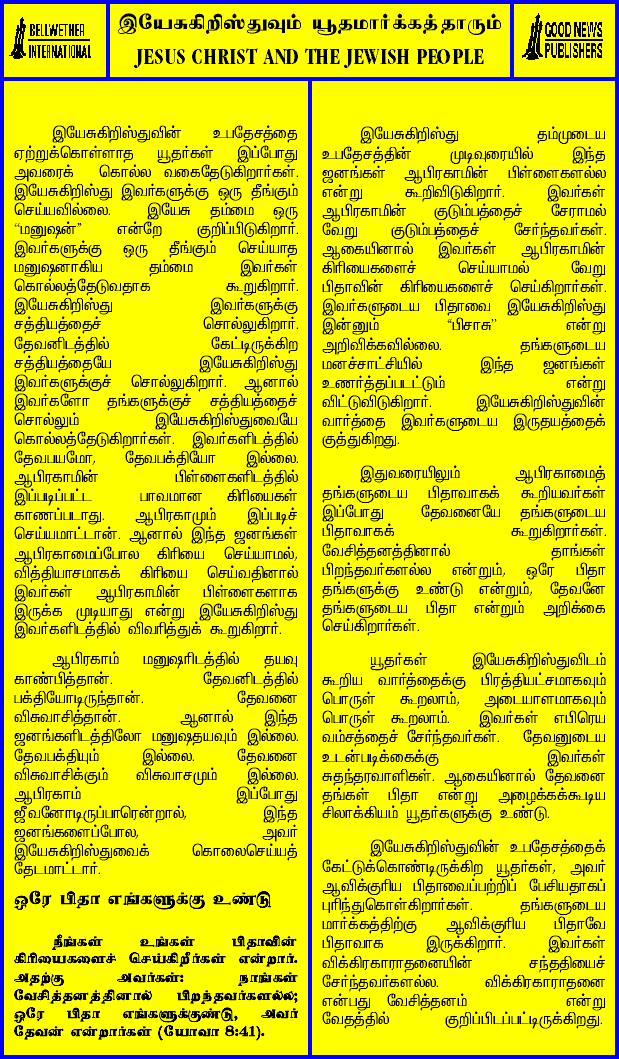 BELLWETHER
INTERNATIONAL
இயேசுகிறிஸ்துவும் யூதமார்க்கத்தாரும்
JESUS CHRIST AND THE JEWISH PEOPLE
GOOD NEWS
PUBLISHERS
இயேசுகிறிஸ்துவின் உபதேசத்தை
ஏற்றுக்கொள்ளாத யூதர்கள் இப்போது
அவரைக் கொல்ல வகைதேடுகிறார்கள்.
இயேசுகிறிஸ்து இவர்களுக்கு ஒரு தீங்கும்
செய்யவில்லை. இயேசு தம்மை ஒரு
“மனுஷன்” என்றே குறிப்பிடுகிறார்.
இவர்களுக்கு ஒரு தீங்கும் செய்யாத
மனுஷனாகிய தம்மை இவர்கள்
கொல்லத்தேடுவதாக கூறுகிறார்.
இயேசுகிறிஸ்து இவர்களுக்கு
சத்தியத்தைச் சொல்லுகிறார்.
தேவனிடத்தில் கேட்டிருக்கிற
சத்தியத்தையே இயேசுகிறிஸ்து
இவர்களுக்குச் சொல்லுகிறார். ஆனால்
இவர்களோ தங்களுக்குச் சத்தியத்தைச்
சொல்லும் இயேசுகிறிஸ்துவையே
கொல்லத்தேடுகிறார்கள். இவர்களிடத்தில்
தேவபயமோ, தேவபக்தியோ இல்லை.
ஆபிரகாமின் பிள்ளைகளிடத்தில்
இப்படிப்பட்ட பாவமான கிரியைகள்
காணப்படாது. ஆபிரகாமும் இப்படிச்
செய்யமாட்டான். ஆனால் இந்த ஜனங்கள்
ஆபிரகாமைப்போல கிரியை செய்யாமல்,
வித்தியாசமாகக் கிரியை செய்வதினால்
இவர்கள் ஆபிரகாமின் பிள்ளைகளாக
இருக்க முடியாது என்று இயேசுகிறிஸ்து
இவர்களிடத்தில் விவரித்துக் கூறுகிறார்.
ஆபிரகாம் மனுஷரிடத்தில் தயவு
காண்பித்தான். தேவனிடத்தில்
பக்தியோடிருந்தான். தேவனை
விசுவாசித்தான். ஆனால் இந்த
ஜனங்களிடத்திலோ மனுஷதயவும் இல்லை.
தேவபக்தியும் இல்லை. தேவனை
விசுவாசிக்கும் விசுவாசமும் இல்லை.
ஆபிரகாம் இப்போது
ஜீவனோடிருப்பாரென்றால், இந்த
ஜனங்களைப்போல, அவர்
இயேசுகிறிஸ்துவைக் கொலைசெய்யத்
தேடமாட்டார்.
ஒரே பிதா எங்களுக்கு உண்டு
நீங்கள் உங்கள் பிதாவின்
கிரியைகளைச் செய்கிறீர்கள் என்றார்.
அதற்கு அவர்கள்: நாங்கள்
வேசித்தனத்தினால் பிறந்தவர்களல்ல;
ஒரே பிதா எங்களுக்குண்டு, அவர்
தேவன் என்றார்கள் (யோவா 8:41).
இயேசுகிறிஸ்து தம்முடைய
உபதேசத்தின் முடிவுரையில் இந்த
ஜனங்கள் ஆபிரகாமின் பிள்ளைகளல்ல
என்று கூறிவிடுகிறார். இவர்கள்
ஆபிரகாமின் குடும்பத்தைச் சேராமல்
வேறு குடும்பத்தைச் சேர்ந்தவர்கள்.
ஆகையினால் இவர்கள் ஆபிரகாமின்
கிரியைகளைச் செய்யாமல் வேறு
பிதாவின் கிரியைகளைச் செய்கிறார்கள்.
இவர்களுடைய பிதாவை இயேசுகிறிஸ்து
இன்னும் “பிசாசு” என்று
அறிவிக்கவில்லை. தங்களுடைய
மனச்சாட்சியில் இந்த ஜனங்கள்
உணர்த்தப்படட்டும் என்று
விட்டுவிடுகிறார். இயேசுகிறிஸ்துவின்
வார்த்தை இவர்களுடைய இருதயத்தைக்
குத்துகிறது.
இதுவரையிலும் ஆபிரகாமைத்
தங்களுடைய பிதாவாகக் கூறியவர்கள்
இப்போது தேவனையே தங்களுடைய
பிதாவாகக் கூறுகிறார்கள்.
வேசித்தனத்தினால் தாங்கள்
பிறந்தவர்களல்ல என்றும், ஒரே பிதா
தங்களுக்கு உண்டு என்றும், தேவனே
தங்களுடைய பிதா என்றும் அறிக்கை
செய்கிறார்கள்.
யூதர்கள் இயேசுகிறிஸ்துவிடம்
கூறிய வார்த்தைக்கு பிரத்தியட்சமாகவும்
பொருள் கூறலாம், அடையாளமாகவும்
பொருள் கூறலாம். இவர்கள் எபிரெய
வம்சத்தைச் சேர்ந்தவர்கள். தேவனுடைய
உடன்படிக்கைக்கு இவர்கள்
சுதந்தரவாளிகள். ஆகையினால் தேவனை
தங்கள் பிதா என்று அழைக்கக்கூடிய
சிலாக்கியம் யூதர்களுக்கு உண்டு.
இயேசுகிறிஸ்துவின் உபதேசத்தைக்
கேட்டுக்கொண்டிருக்கிற யூதர்கள், அவர்
ஆவிக்குரிய பிதாவைப்பற்றிப் பேசியதாகப்
புரிந்துகொள்கிறார்கள். தங்களுடைய
மார்க்கத்திற்கு ஆவிக்குரிய பிதாவே
பிதாவாக இருக்கிறார். இவர்கள்
விக்கிரகாராதனையின் சந்ததியைச்
சேர்ந்தவர்களல்ல. விக்கிரகாராதனை
என்பது வேசித்தனம் என்று
வேதத்தில் குறிப்பிடப்பட்டிருக்கிறது.